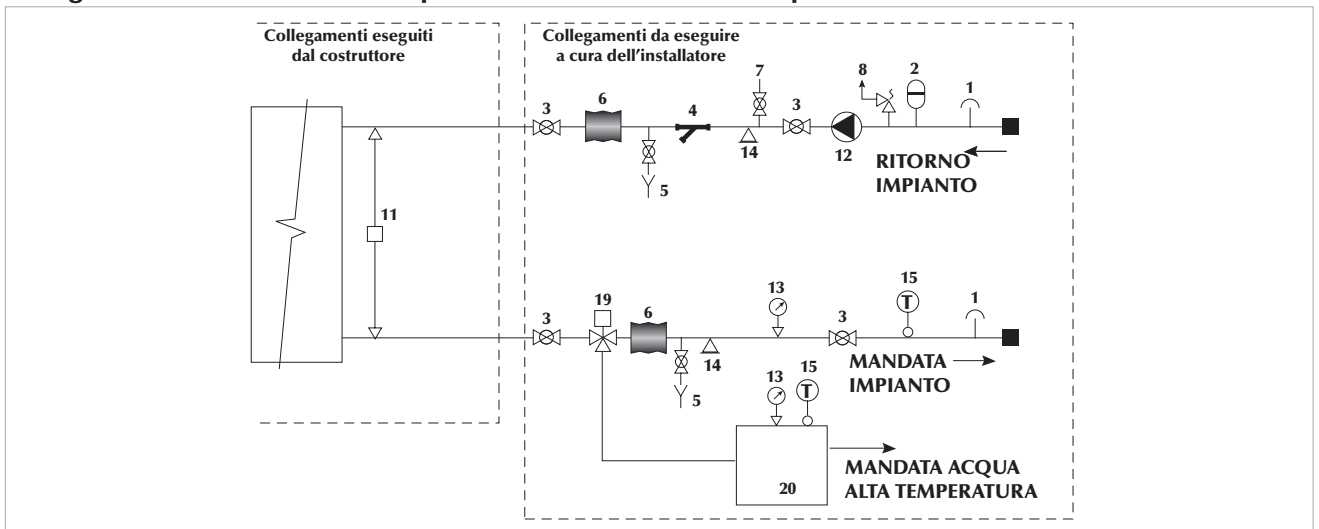 Collegamenti eseguiti
dal costruttore
Collegamenti da eseguire
a cura dell'installatore
3
6
4
7
3
8
2
1
14
12
5
RITORNO
IMPIANTO
11
3
19
6
13
3
15
1
14
5
MANDATA
IMPIANTO
13
15
T
T
20
MANDATA ACQUA
ALTA TEMPERATURA